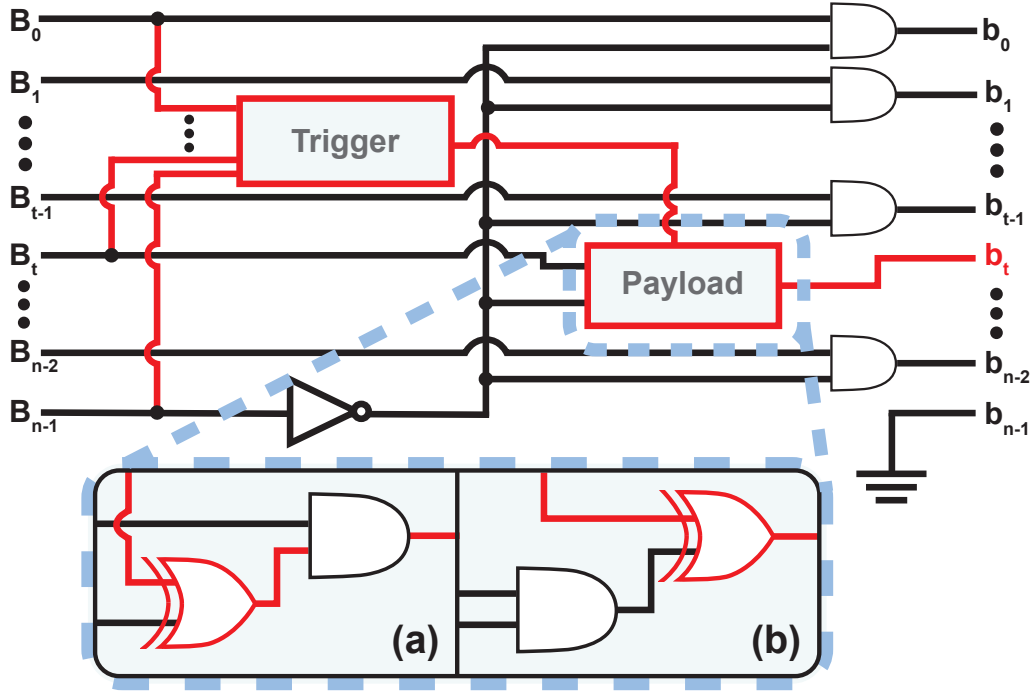 B0
b0
B1
b1
Trigger
Bt-1
bt-1
Bt
bt
Payload
Bn-2
bn-2
Bn-1
bn-1
(a)
(b)